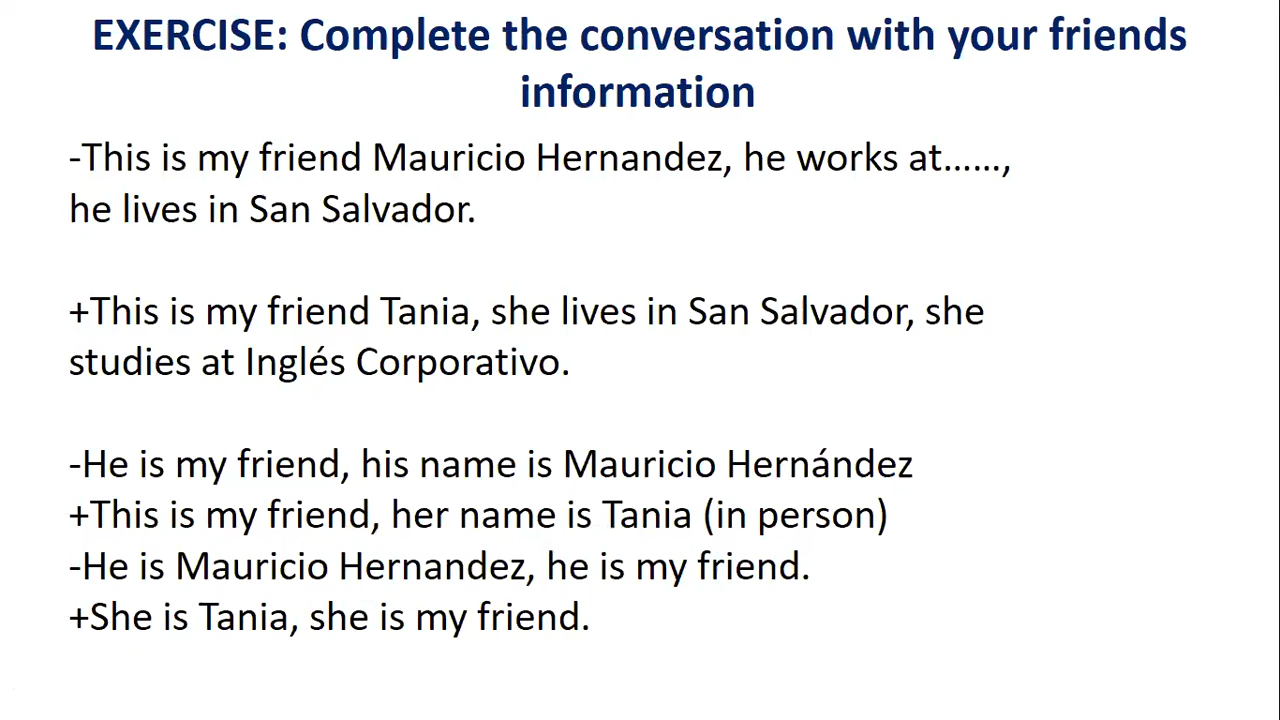 EXERCISE: Complete the conversation with your friends
information
-This is my friend Mauricio Hernandez, he works at……,
he lives in San Salvador.
+This is my friend Tania, she lives in San Salvador, she
studies at Inglés Corporativo.
-He is my friend, his name is Mauricio Hernández
+This is my friend, her name is Tania (in person)
-He is Mauricio Hernandez, he is my friend.
+She is Tania, she is my friend.